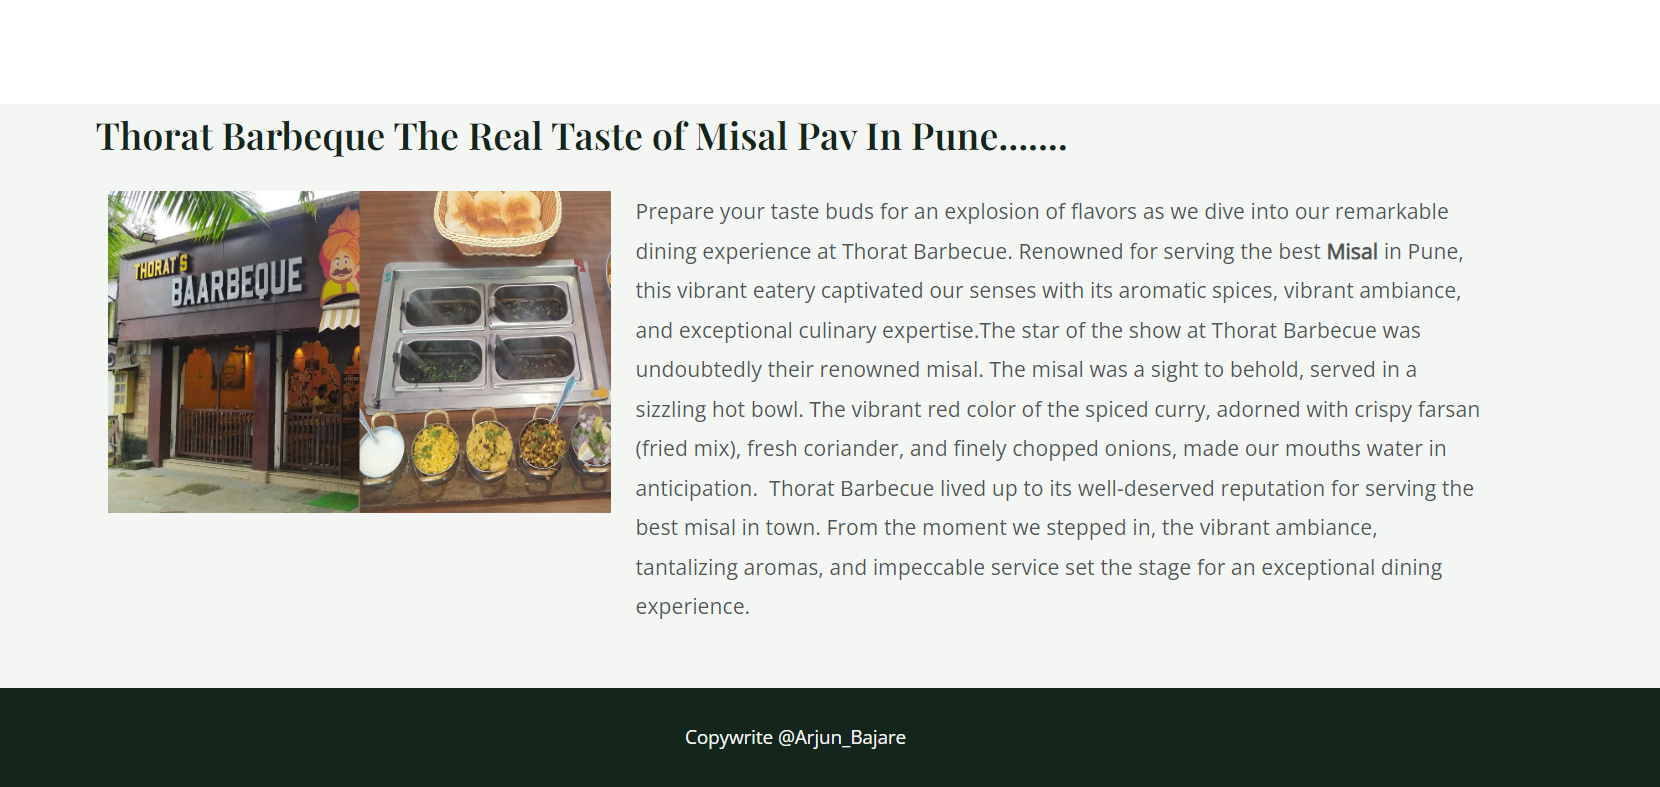 Thorat Barbeque The Real Taste of Misal Pav In Pune.......
THORAT'S
BAARBEQUE
Prepare your taste buds for an explosion of flavors as we dive into our remarkable
dining experience at Thorat Barbecue. Renowned for serving the best Misal in Pune,
this vibrant eatery captivated our senses with its aromatic spices, vibrant ambiance,
and exceptional culinary expertise.The star of the show at Thorat Barbecue was
undoubtedly their renowned misal. The misal was a sight to behold, served in a
sizzling hot bowl. The vibrant red color of the spiced curry, adorned with crispy farsan
(fried mix), fresh coriander, and finely chopped onions, made our mouths water in
anticipation.  Thorat Barbecue lived up to its well-deserved reputation for serving the
best misal in town. From the moment we stepped in, the vibrant ambiance,
tantalizing aromas, and impeccable service set the stage for an exceptional dining
experience.
Copywrite @Arjun_Bajare